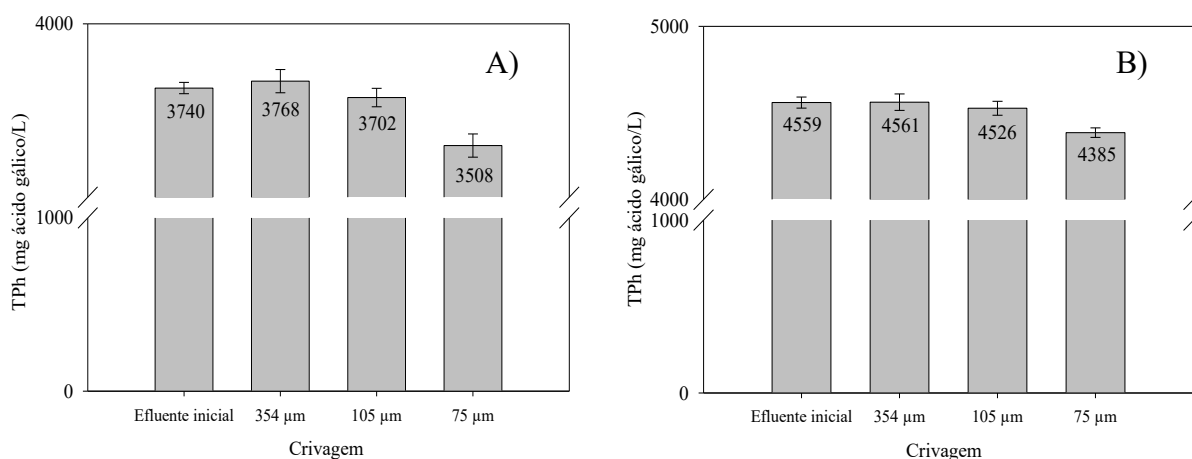 4000
A)
3740
3768
3702
3508
1000
0
TPh (mg ácido gálico/L)
Efluente inicial
354 µm
105 µm
75 µm
Crivagem
5000
B)
4559
4561
4526
4385
4000
1000
0
TPh (mg ácido gálico/L)
Efluente inicial
354 µm
105 µm
75 µm
Crivagem